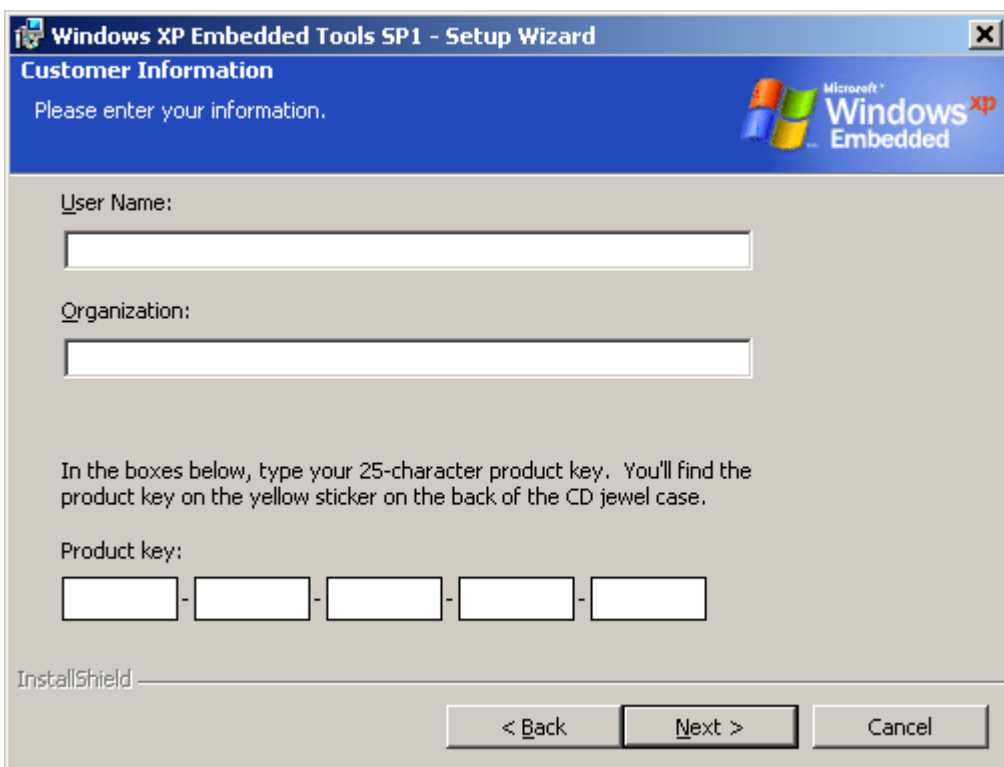 Windows XP Embedded Tools SP1 - Setup Wizard
Customer Information
Please enter your information.
Microsoft
Windows xp
Embedded
User Name:
Organization:
In the boxes below, type your 25-character product key. You'll find the
product key on the yellow sticker on the back of the CD jewel case.
Product key:
- - - -
InstallShield
< Back
Next >
Cancel